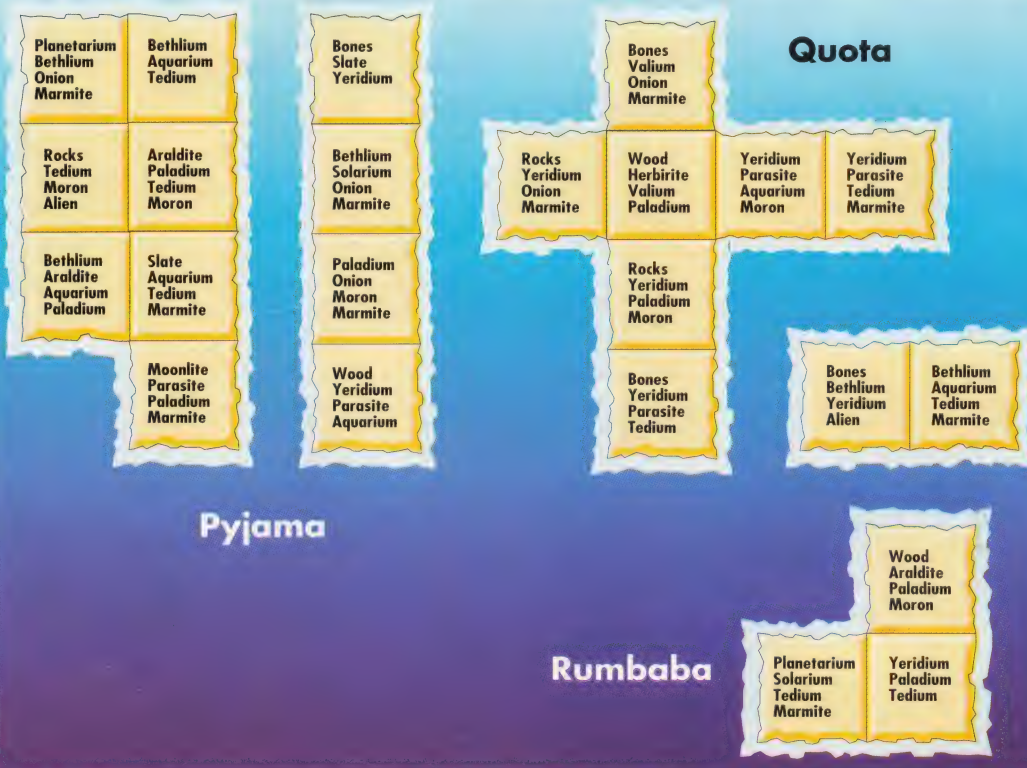 Planetarium
Bethlium
Onion
Marmite
Bethlium
Aquarium
Tedium
Rocks
Tedium
Moron
Alien
Araldite
Paladium
Tedium
Moron
Bethlium
Araldite
Aquarium
Paladium
Slate
Aquarium
Tedium
Marmite
Moonlite
Parasite
Paladium
Marmite
Bones
Slate
Yeridium
Bethlium
Solarium
Onion
Marmite
Paladium
Onion
Moron
Marmite
Wood
Yeridium
Parasite
Aquarium
Pyjama
Quota
Bones
Valium
Onion
Marmite
Rocks
Yeridium
Onion
Marmite
Wood
Herbirite
Valium
Paladium
Yeridium
Parasite
Aquarium
Moron
Yeridium
Parasite
Tedium
Marmite
Rocks
Yeridium
Paladium
Moron
Bones
Yeridium
Parasite
Tedium
Bones
Bethlium
Yeridium
Alien
Bethlium
Aquarium
Tedium
Marmite
Rumbaba
Wood
Araldite
Paladium
Moron
Planetarium
Solarium
Tedium
Marmite
Yeridium
Paladium
Tedium